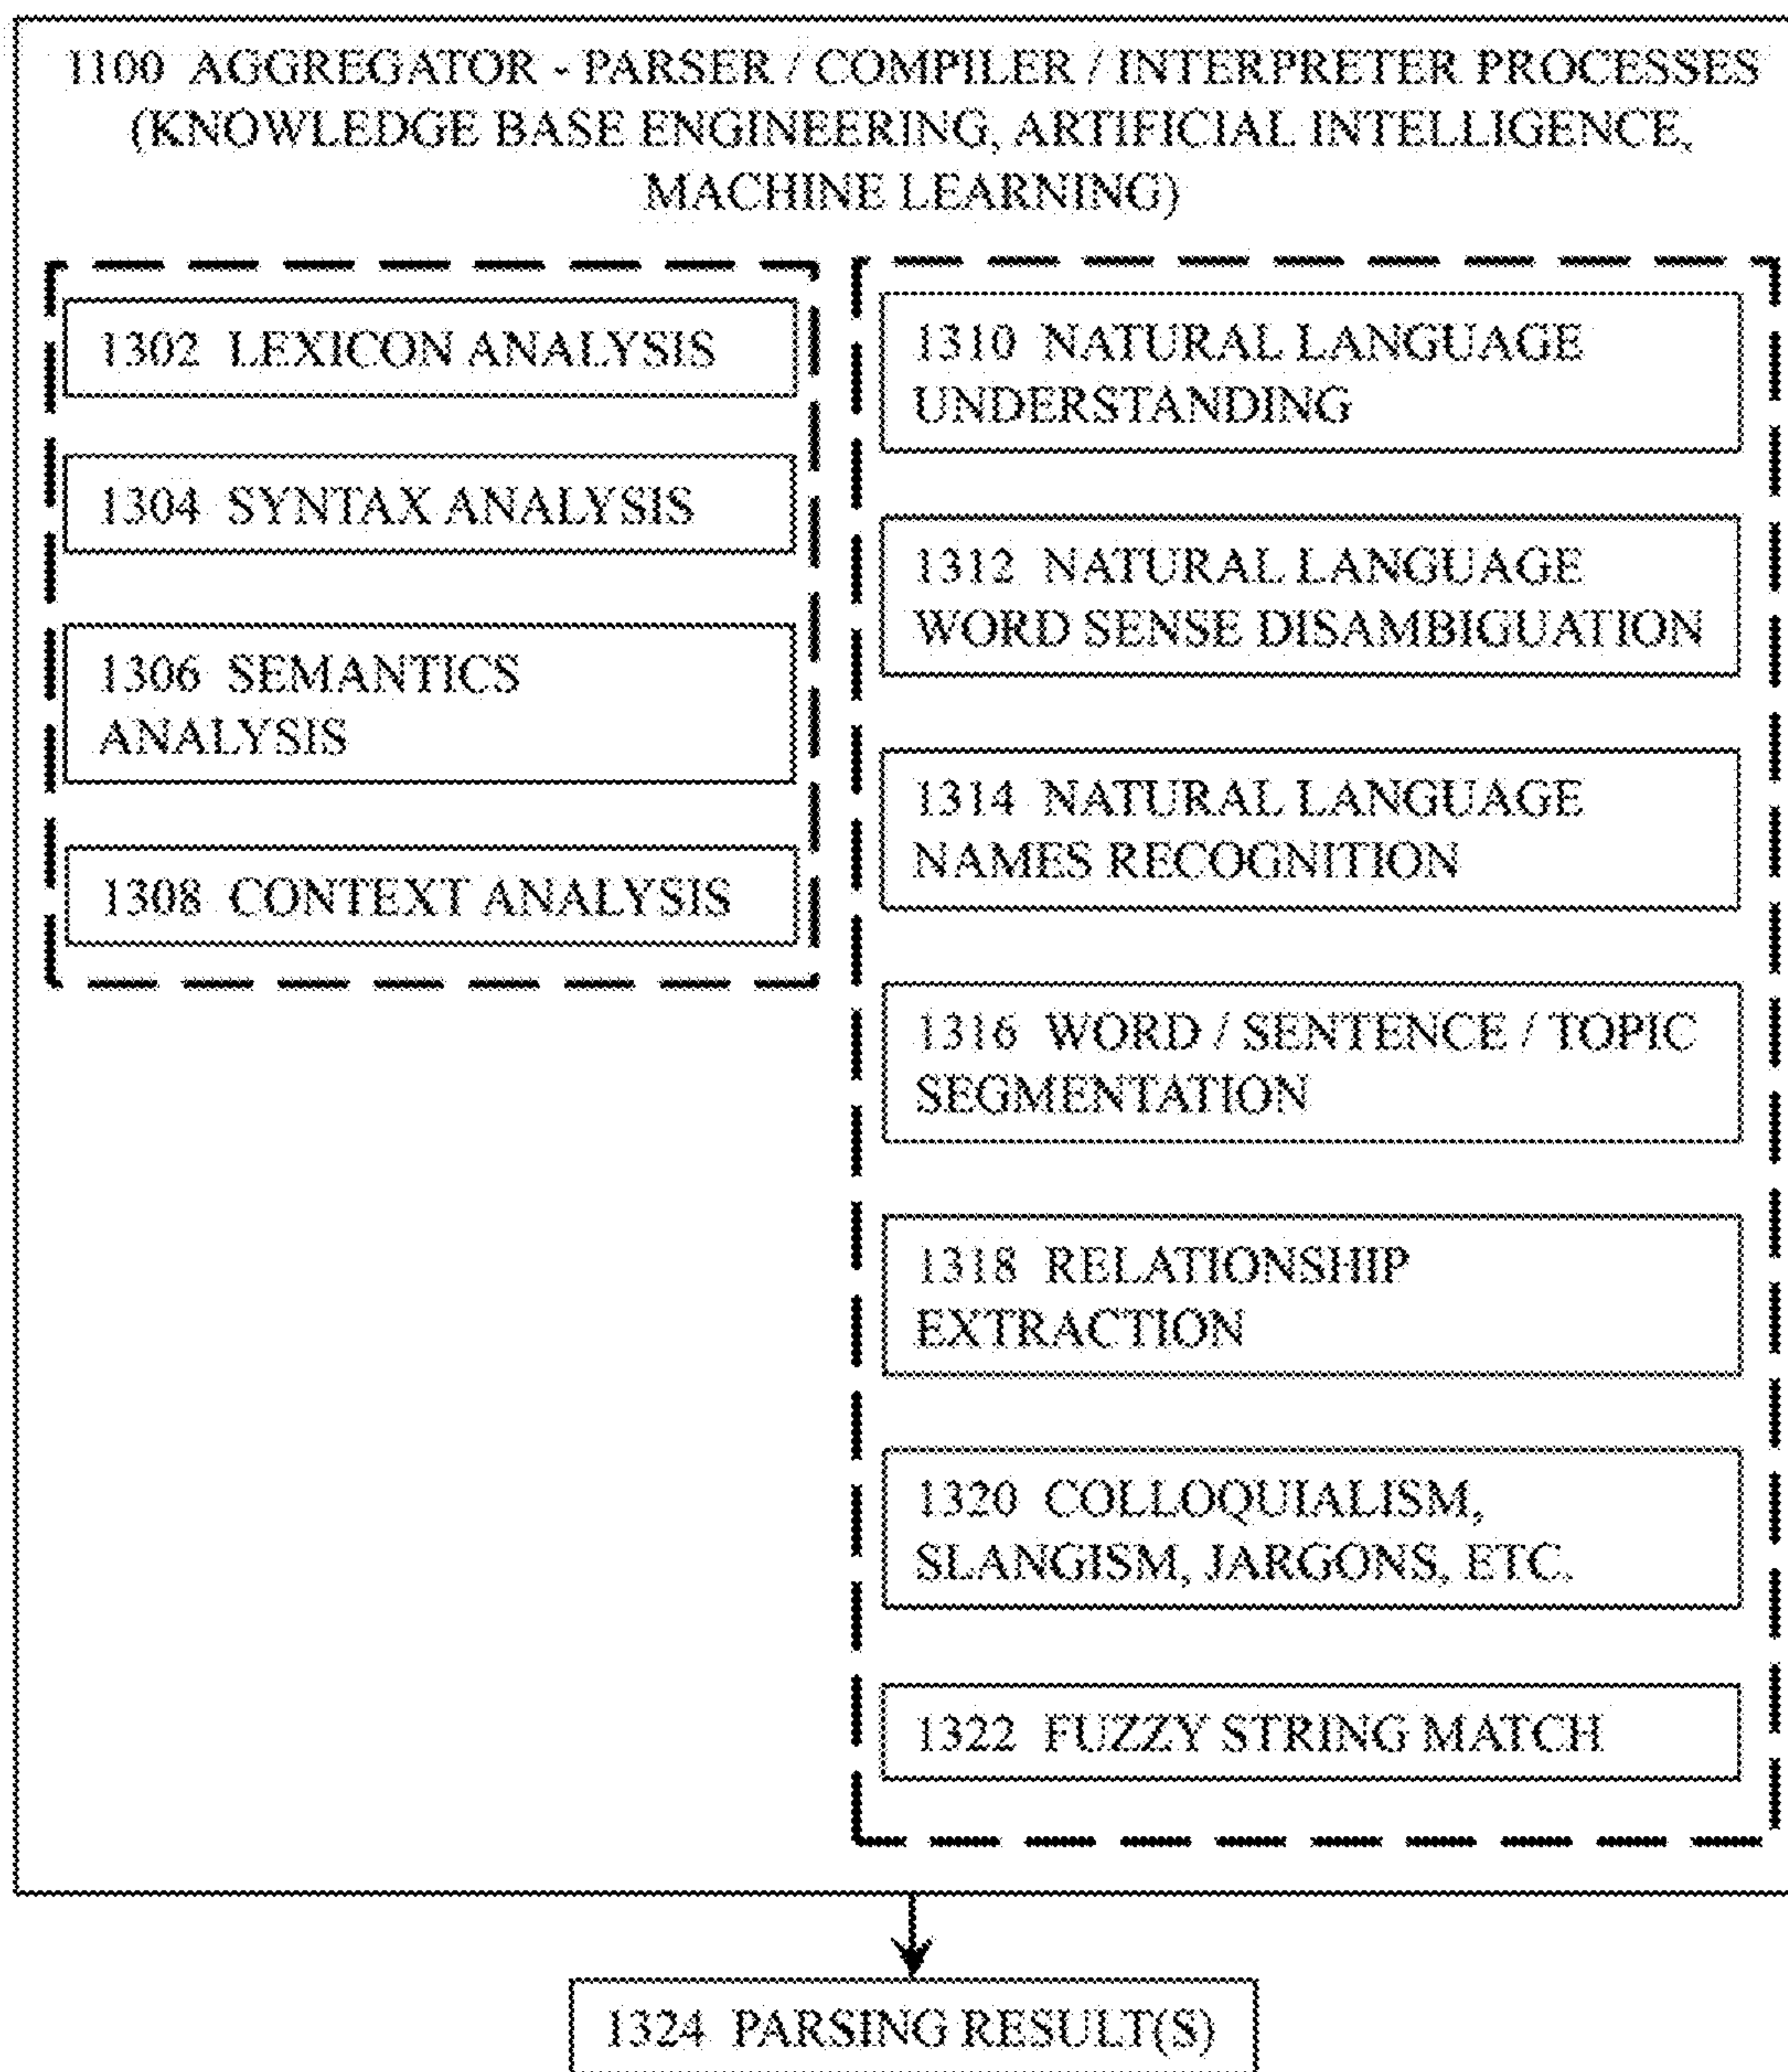 1100 AGGREGATOR - PARSER / COMPILER / INTERPRETER PROCESSES
(KNOWLEDGE BASE ENGINEERING, ARTIFICIAL INTELLIGENCE,
MACHINE LEARNING)
1302 LEXICON ANALYSIS
1304 SYNTAX ANALYSIS
1306 SEMANTICS
ANALYSIS
1308 CONTEXT ANALYSIS
1310 NATURAL LANGUAGE
UNDERSTANDING
1312 NATURAL LANGUAGE
WORD SENSE DISAMBIGUATION
1314 NATURAL LANGUAGE
NAMES RECOGNITION
1316 WORD / SENTENCE / TOPIC
SEGMENTATION
1318 RELATIONSHIP
EXTRACTION
1320 COLLOQUIALISM,
SLANGISM, JARGONS, ETC.
1322 FUZZY STRING MATCH
1324 PARSING RESULT(S)